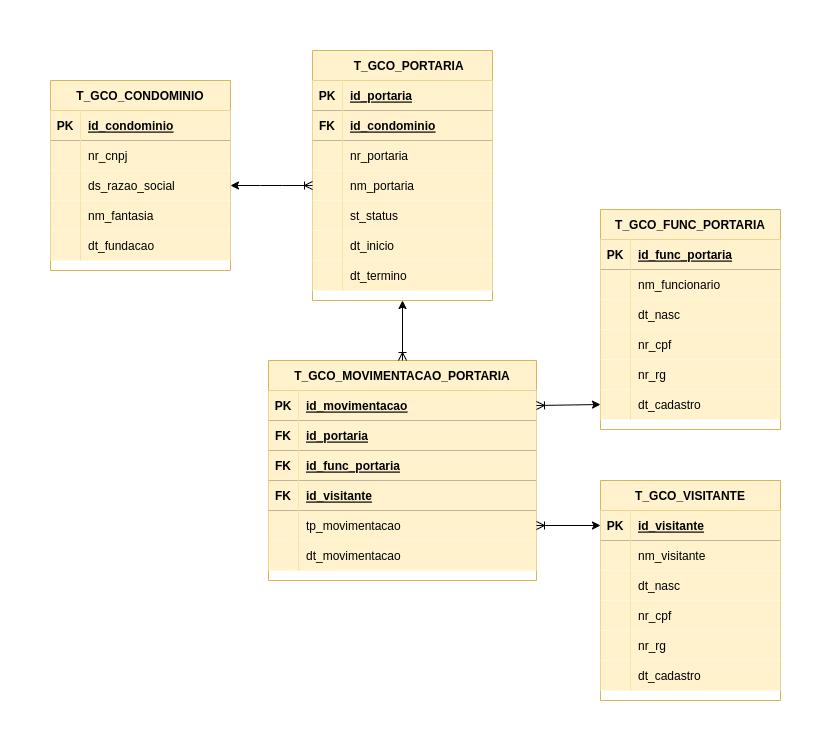 T_GCO_CONDOMINIO
PK id_condominio
nr_cnpj
ds_razao_social
nm_fantasia
dt_fundacao
T_GCO_PORTARIA
PK id_portaria
FK id_condominio
nr_portaria
nm_portaria
st_status
dt_inicio
dt_termino
T_GCO_MOVIMENTACAO_PORTARIA
PK id_movimentacao
FK id_portaria
FK id_func_portaria
FK id_visitante
tp_movimentacao
dt_movimentacao
T_GCO_FUNC_PORTARIA
PK id_func_portaria
nm_funcionario
dt_nasc
nr_cpf
nr_rg
dt_cadastro
T_GCO_VISITANTE
PK id_visitante
nm_visitante
dt_nasc
nr_cpf
nr_rg
dt_cadastro